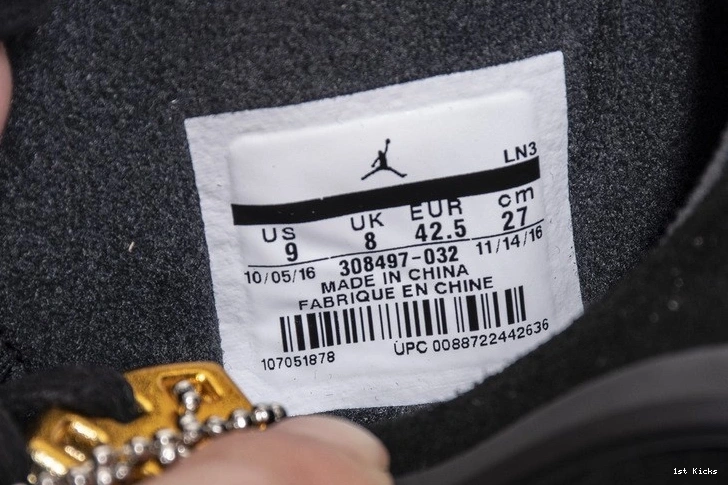 LN3
US UK EUR cm
9 8 42.5 27
10/05/16 308497-032 11/14/16
MADE IN CHINA
FABRIQUE EN CHINE
107051878 UPC 0088722442636
1st Kicks